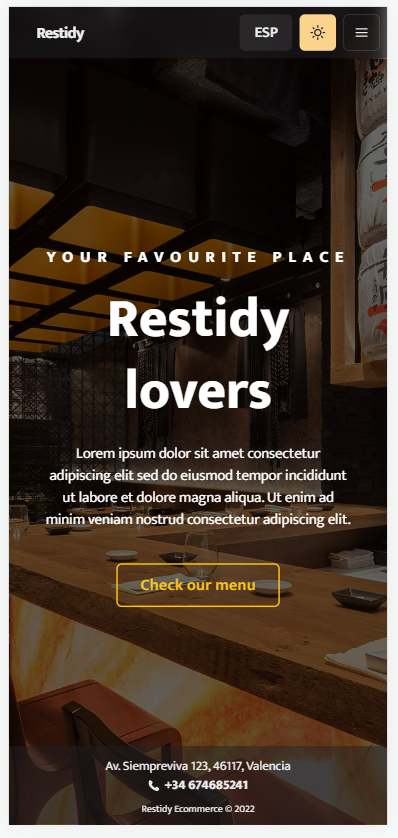 Restidy
ESP
YOUR FAVOURITE PLACE
Restidy
lovers
Lorem ipsum dolor sit amet consectetur
adipiscing elit sed do eiusmod tempor incididunt
ut labore et dolore magna aliqua. Ut enim ad
minim veniam nostrud consectetur adipiscing elit.
Check our menu
Av. Siempreviva 123, 46117, Valencia
+34 674685241
Restidy Ecommerce © 2022